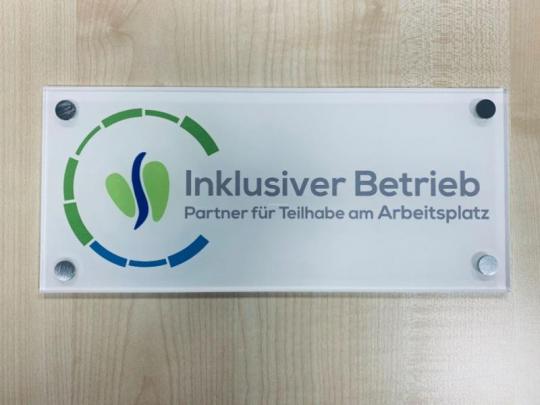 Inklusiver Betrieb
Partner für Teilhabe am Arbeitsplatz